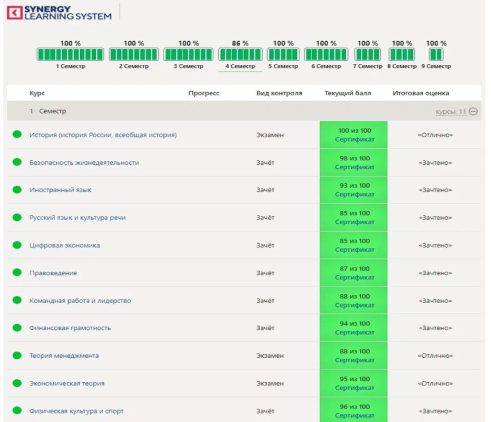 SYNERGY
LEARNING SYSTEM
100 % 100 % 100 % 86 % 100 % 100 % 100 % 100 % 100 %
1 Семестр 2 Семестр 3 Семестр 4 Семестр 5 Семестр 6 Семестр 7 Семестр 8 Семестр 9 Семестр
Курс Прогресс Вид контроля Текущий балл Итоговая оценка
1 Семестр курсы: 11
История (история России, всеобщая история) Экзамен 100 из 100 Сертификат «Отлично»
Безопасность жизнедеятельности Зачёт 98 из 100 Сертификат «Зачтено»
Иностранный язык Зачёт 93 из 100 Сертификат «Зачтено»
Русский язык и культура речи Зачёт 85 из 100 Сертификат «Зачтено»
Цифровая экономика Зачёт 85 из 100 Сертификат «Зачтено»
Правоведение Зачёт 87 из 100 Сертификат «Зачтено»
Командная работа и лидерство Зачёт 88 из 100 Сертификат «Зачтено»
Финансовая грамотность Зачёт 94 из 100 Сертификат «Зачтено»
Теория менеджмента Экзамен 88 из 100 Сертификат «Отлично»
Экономическая теория Экзамен 95 из 100 Сертификат «Отлично»
Физическая культура и спорт Зачёт 96 из 100 Сертификат «Зачтено»